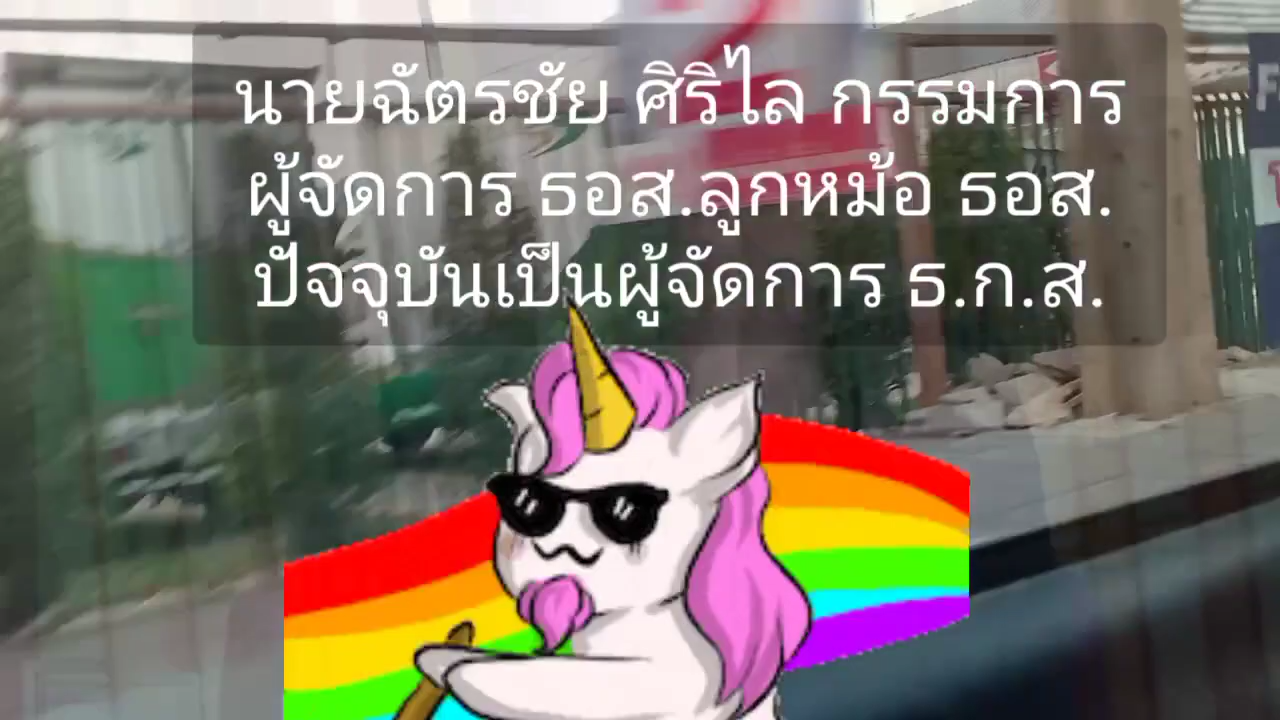 นายฉัตรชัย ศิริไล กรรมการ
ผู้จัดการ ธอส.ลูกหม้อ ธอส.
ปัจจุบันเป็นผู้จัดการ ธ.ก.ส.
2
F